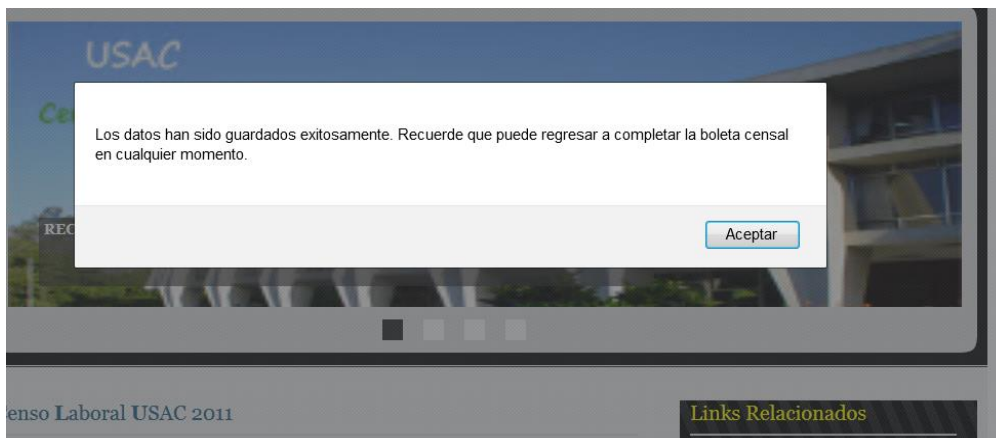 USAC
Los datos han sido guardados exitosamente. Recuerde que puede regresar a completar la boleta censal
en cualquier momento.
Aceptar
Laboral USAC 2011
Links Relacionados